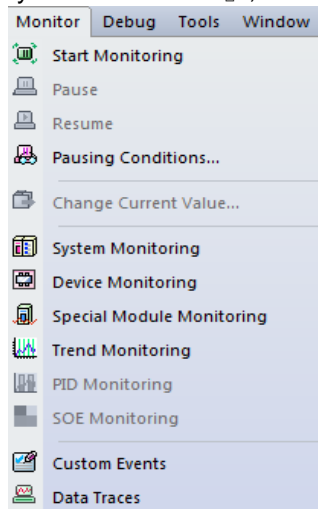 Monitor Debug Tools Window
Start Monitoring
Pause
Resume
Pausing Conditions...
Change Current Value...
System Monitoring
Device Monitoring
Special Module Monitoring
Trend Monitoring
PID Monitoring
SOE Monitoring
Custom Events
Data Traces